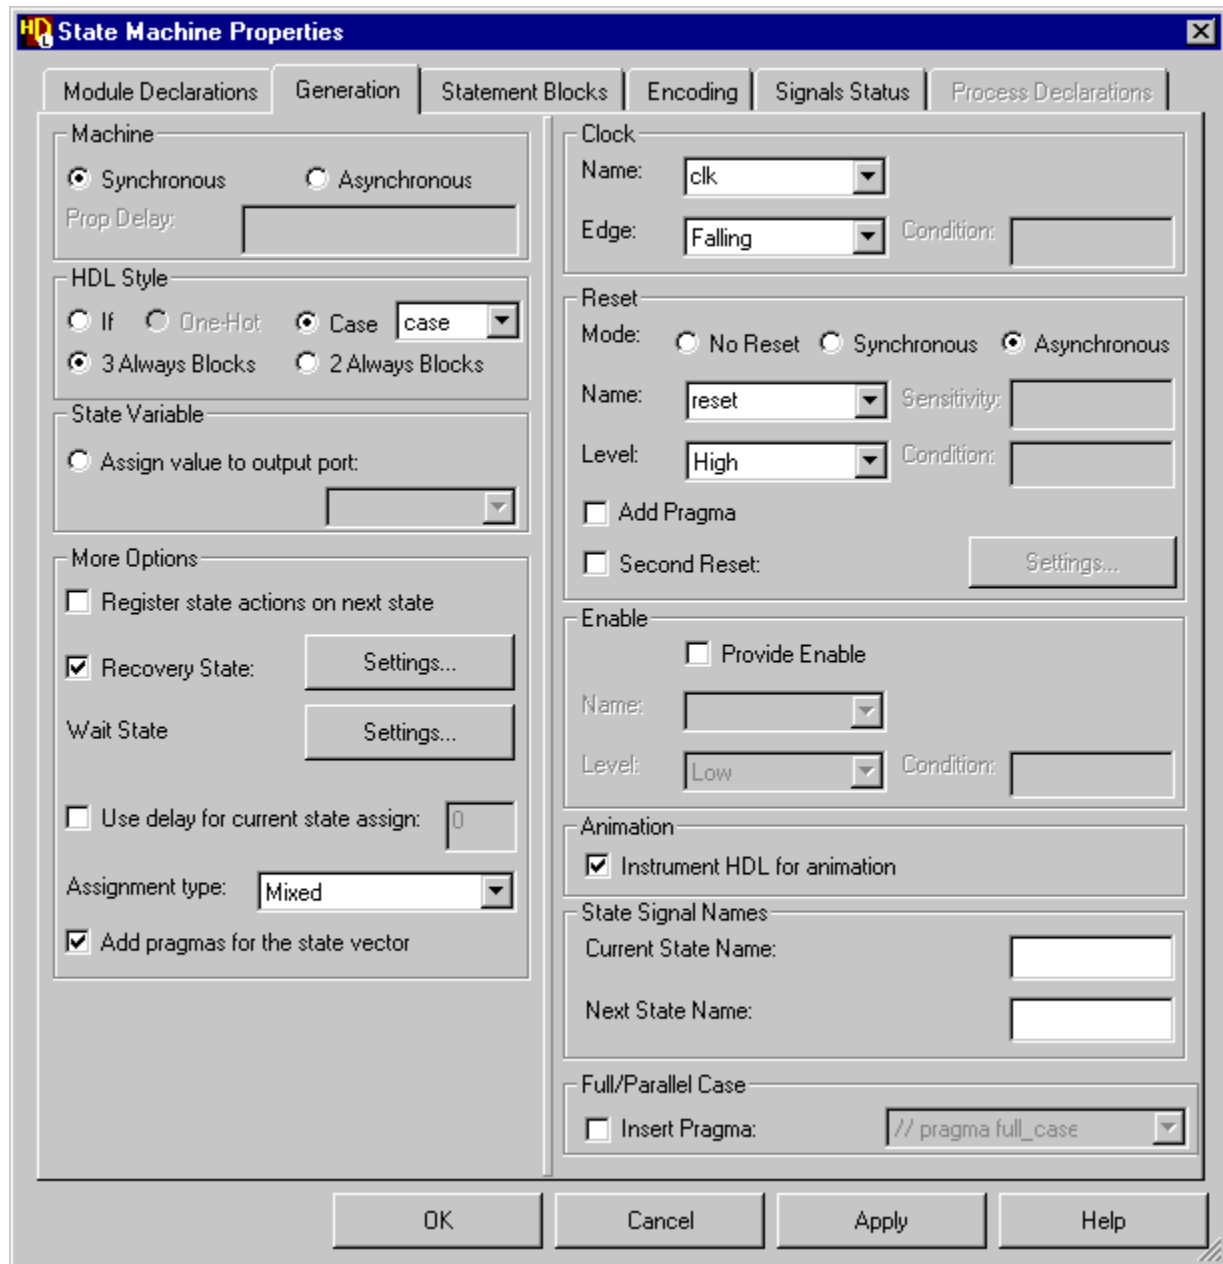 HDL State Machine Properties
Module Declarations Generation Statement Blocks Encoding Signals Status Process Declarations
Machine
Synchronous Asynchronous
Prop Delay:
HDL Style
If One-Hot Case case
3 Always Blocks 2 Always Blocks
State Variable
Assign value to output port:
More Options
Register state actions on next state
Recovery State: Settings...
Wait State Settings...
Use delay for current state assign: 0
Assignment type: Mixed
Add pragmas for the state vector
Clock
Name: clk
Edge: Falling Condition:
Reset
Mode: No Reset Synchronous Asynchronous
Name: reset Sensitivity:
Level: High Condition:
Add Pragma
Second Reset: Settings...
Enable
Provide Enable
Name:
Level: Low Condition:
Animation
Instrument HDL for animation
State Signal Names
Current State Name:
Next State Name:
Full/Parallel Case
Insert Pragma: // pragma full_case
OK Cancel Apply Help